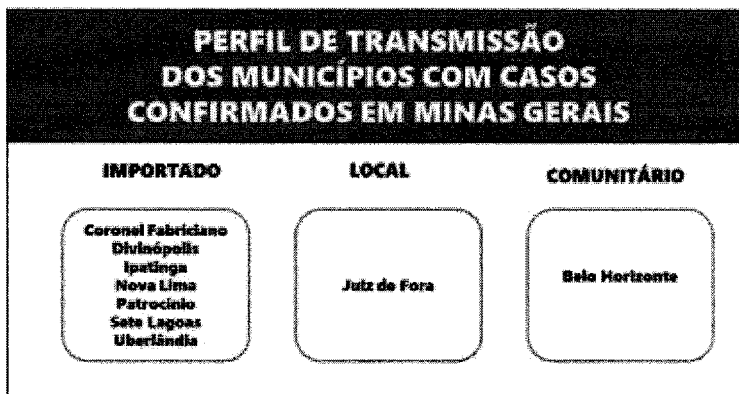 PERFIL DE TRANSMISSÃO
DOS MUNICÍPIOS COM CASOS
CONFIRMADOS EM MINAS GERAIS
IMPORTADO
Coronel Fabriciano
Divinópolis
Ipatinga
Nova Lima
Patrocínio
Sete Lagoas
Uberlândia
LOCAL
Juiz de Fora
COMUNITÁRIO
Belo Horizonte